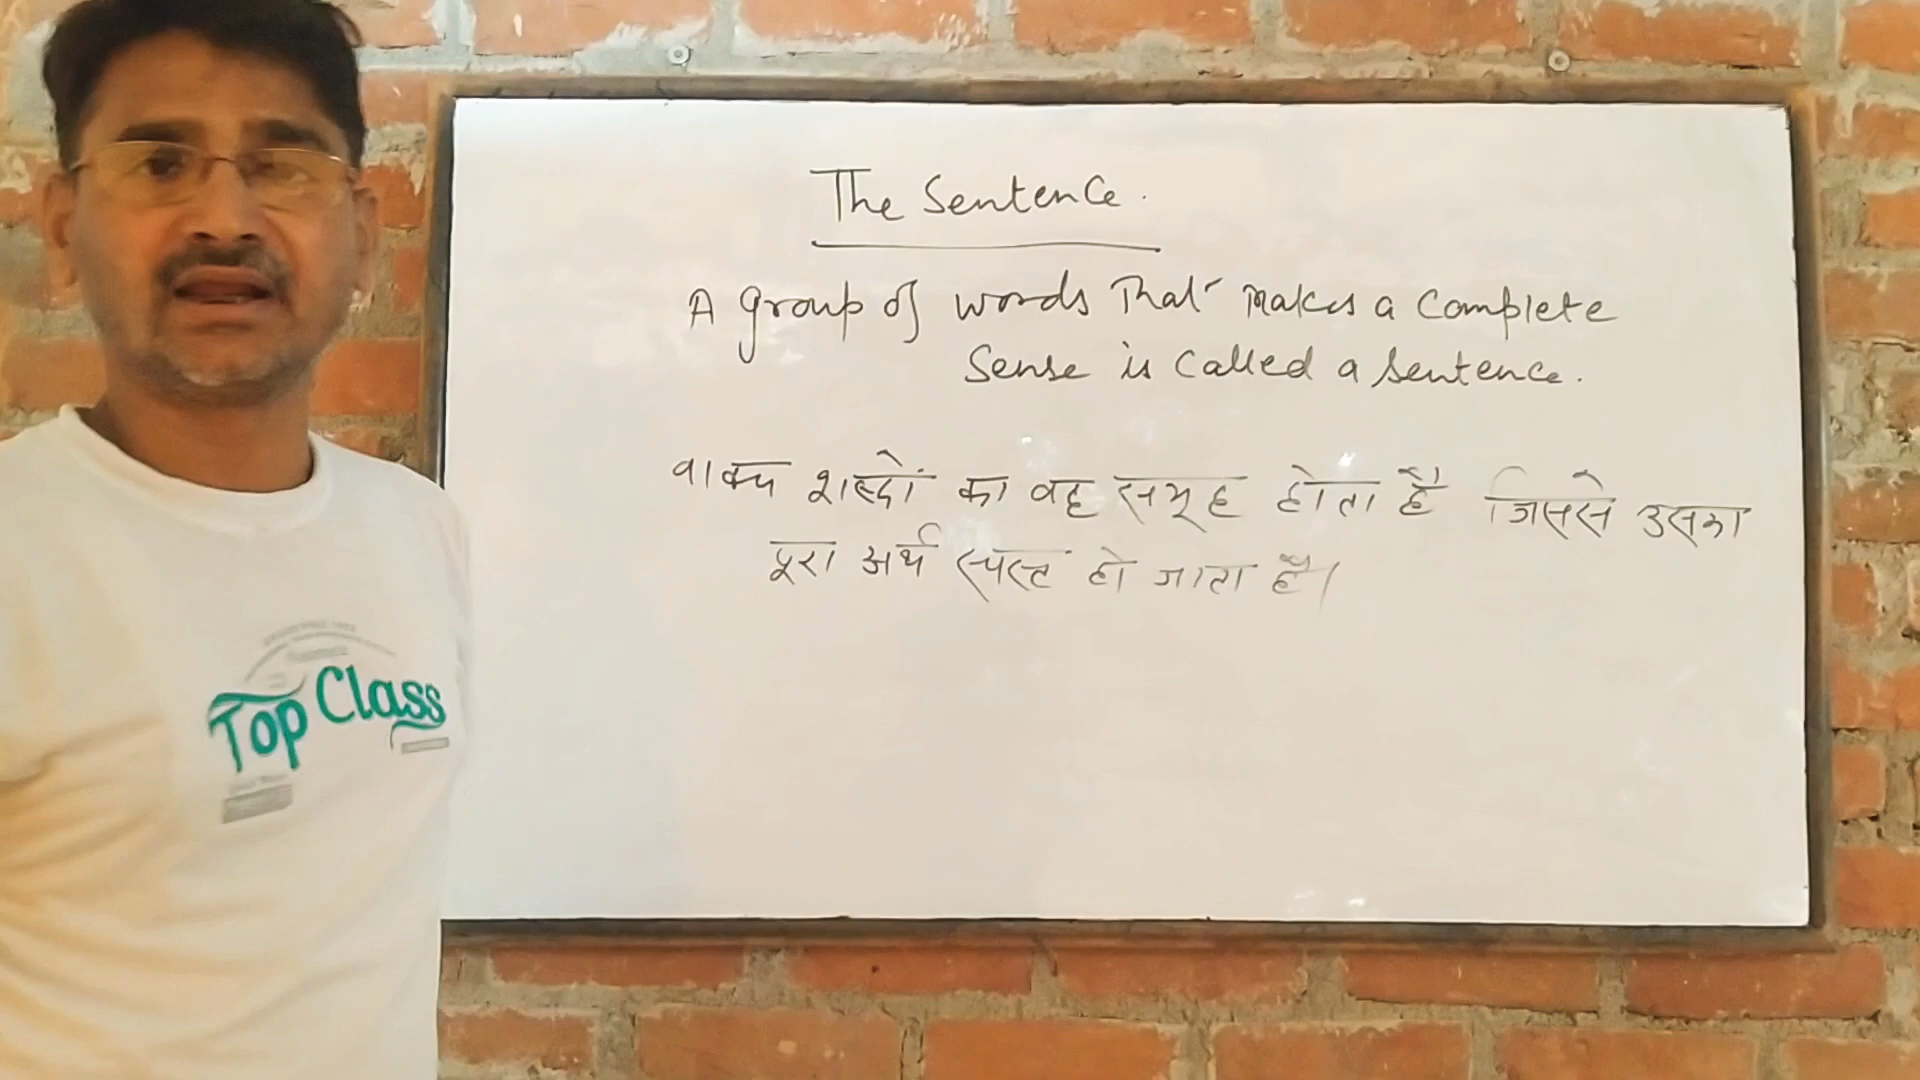 The Sentence.
A group of words That makes a complete
Sense is called a sentence.
वाक्य शब्दों का वह समूह होता है जिससे उसका
पूरा अर्थ स्पस्ट हो जाता है।
Top Class